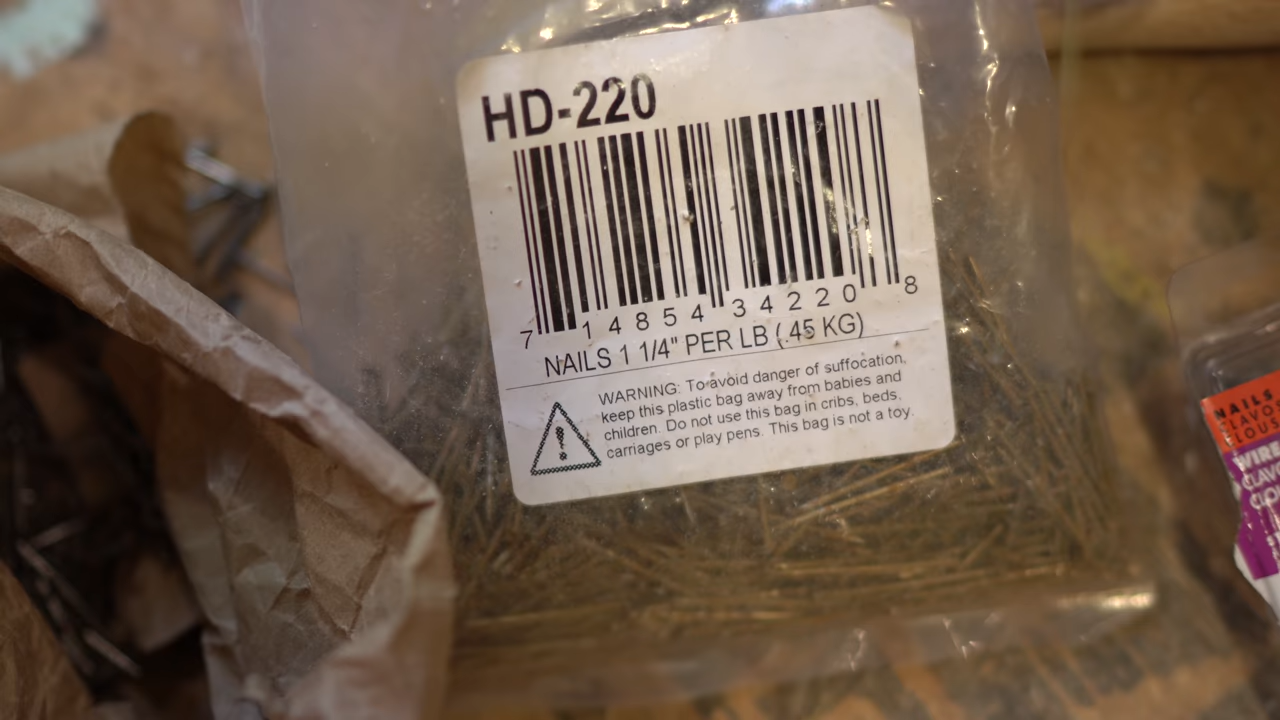 HD-220
7 14854 34220 8
NAILS 1 1/4" PER LB (.45 KG)
WARNING: To avoid danger of suffocation,
keep this plastic bag away from babies and
children. Do not use this bag in cribs, beds,
carriages or play pens. This bag is not a toy.
NAILS
WIRE